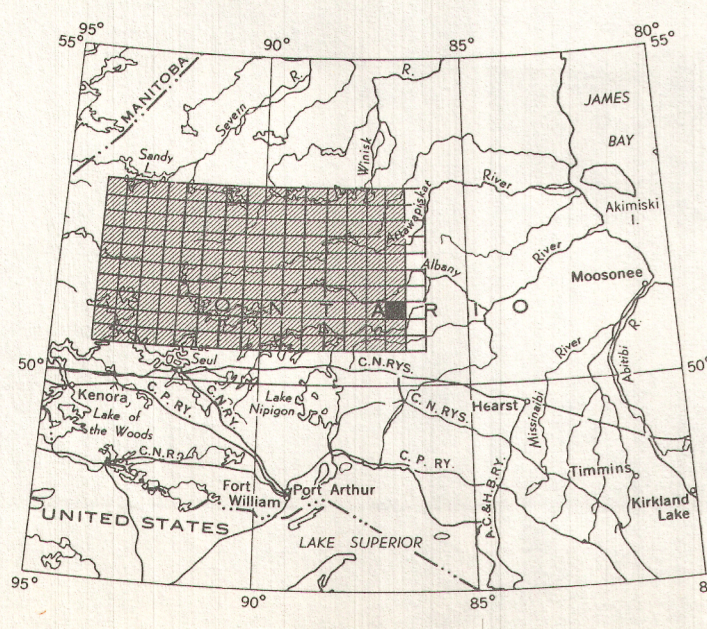 95°
90°
85°
80°
55°
55°
MANITOBA
Severn
R.
R.
Winisk
JAMES
BAY
Sandy
L.
River
Attawapiskat
Akimiski
I.
River
Albany
Moosonee
ONTARIO
Seul
C.N.RYS.
50°
50°
River
Abitibi
R.
Kenora
C.P.RY.
C.N.RY.
Lake
Nipigon
C.N.RYS.
Hearst
Missinaibi
Lake of
the Woods
C.N.R.
C.P.RY.
Timmins
Fort
William
Port Arthur
A.C.&H.B.RY.
Kirkland
Lake
UNITED STATES
LAKE SUPERIOR
95°
90°
85°